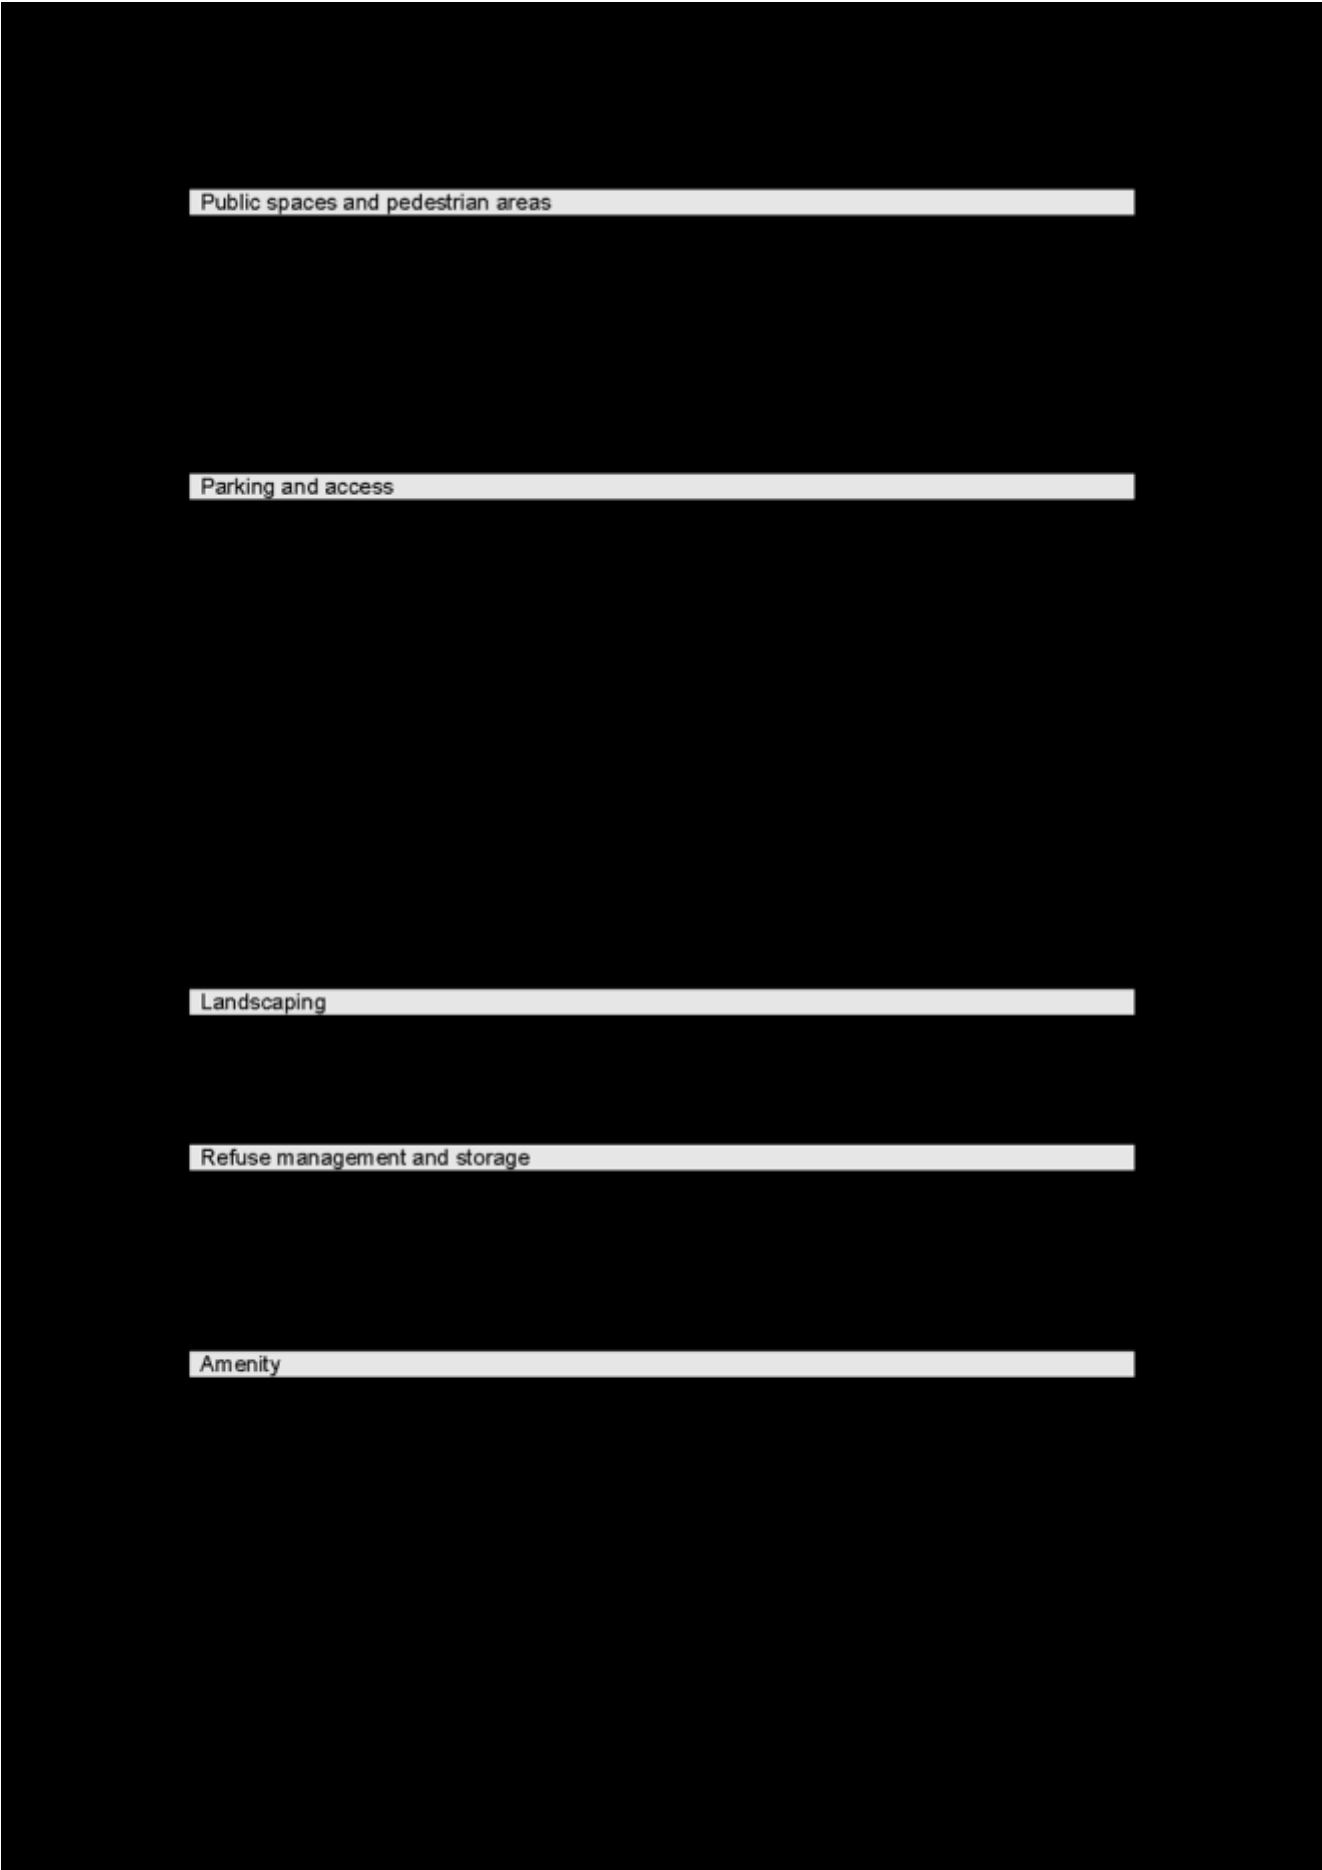 Public spaces and pedestrian areas
Parking and access
Landscaping
Refuse management and storage
Amenity